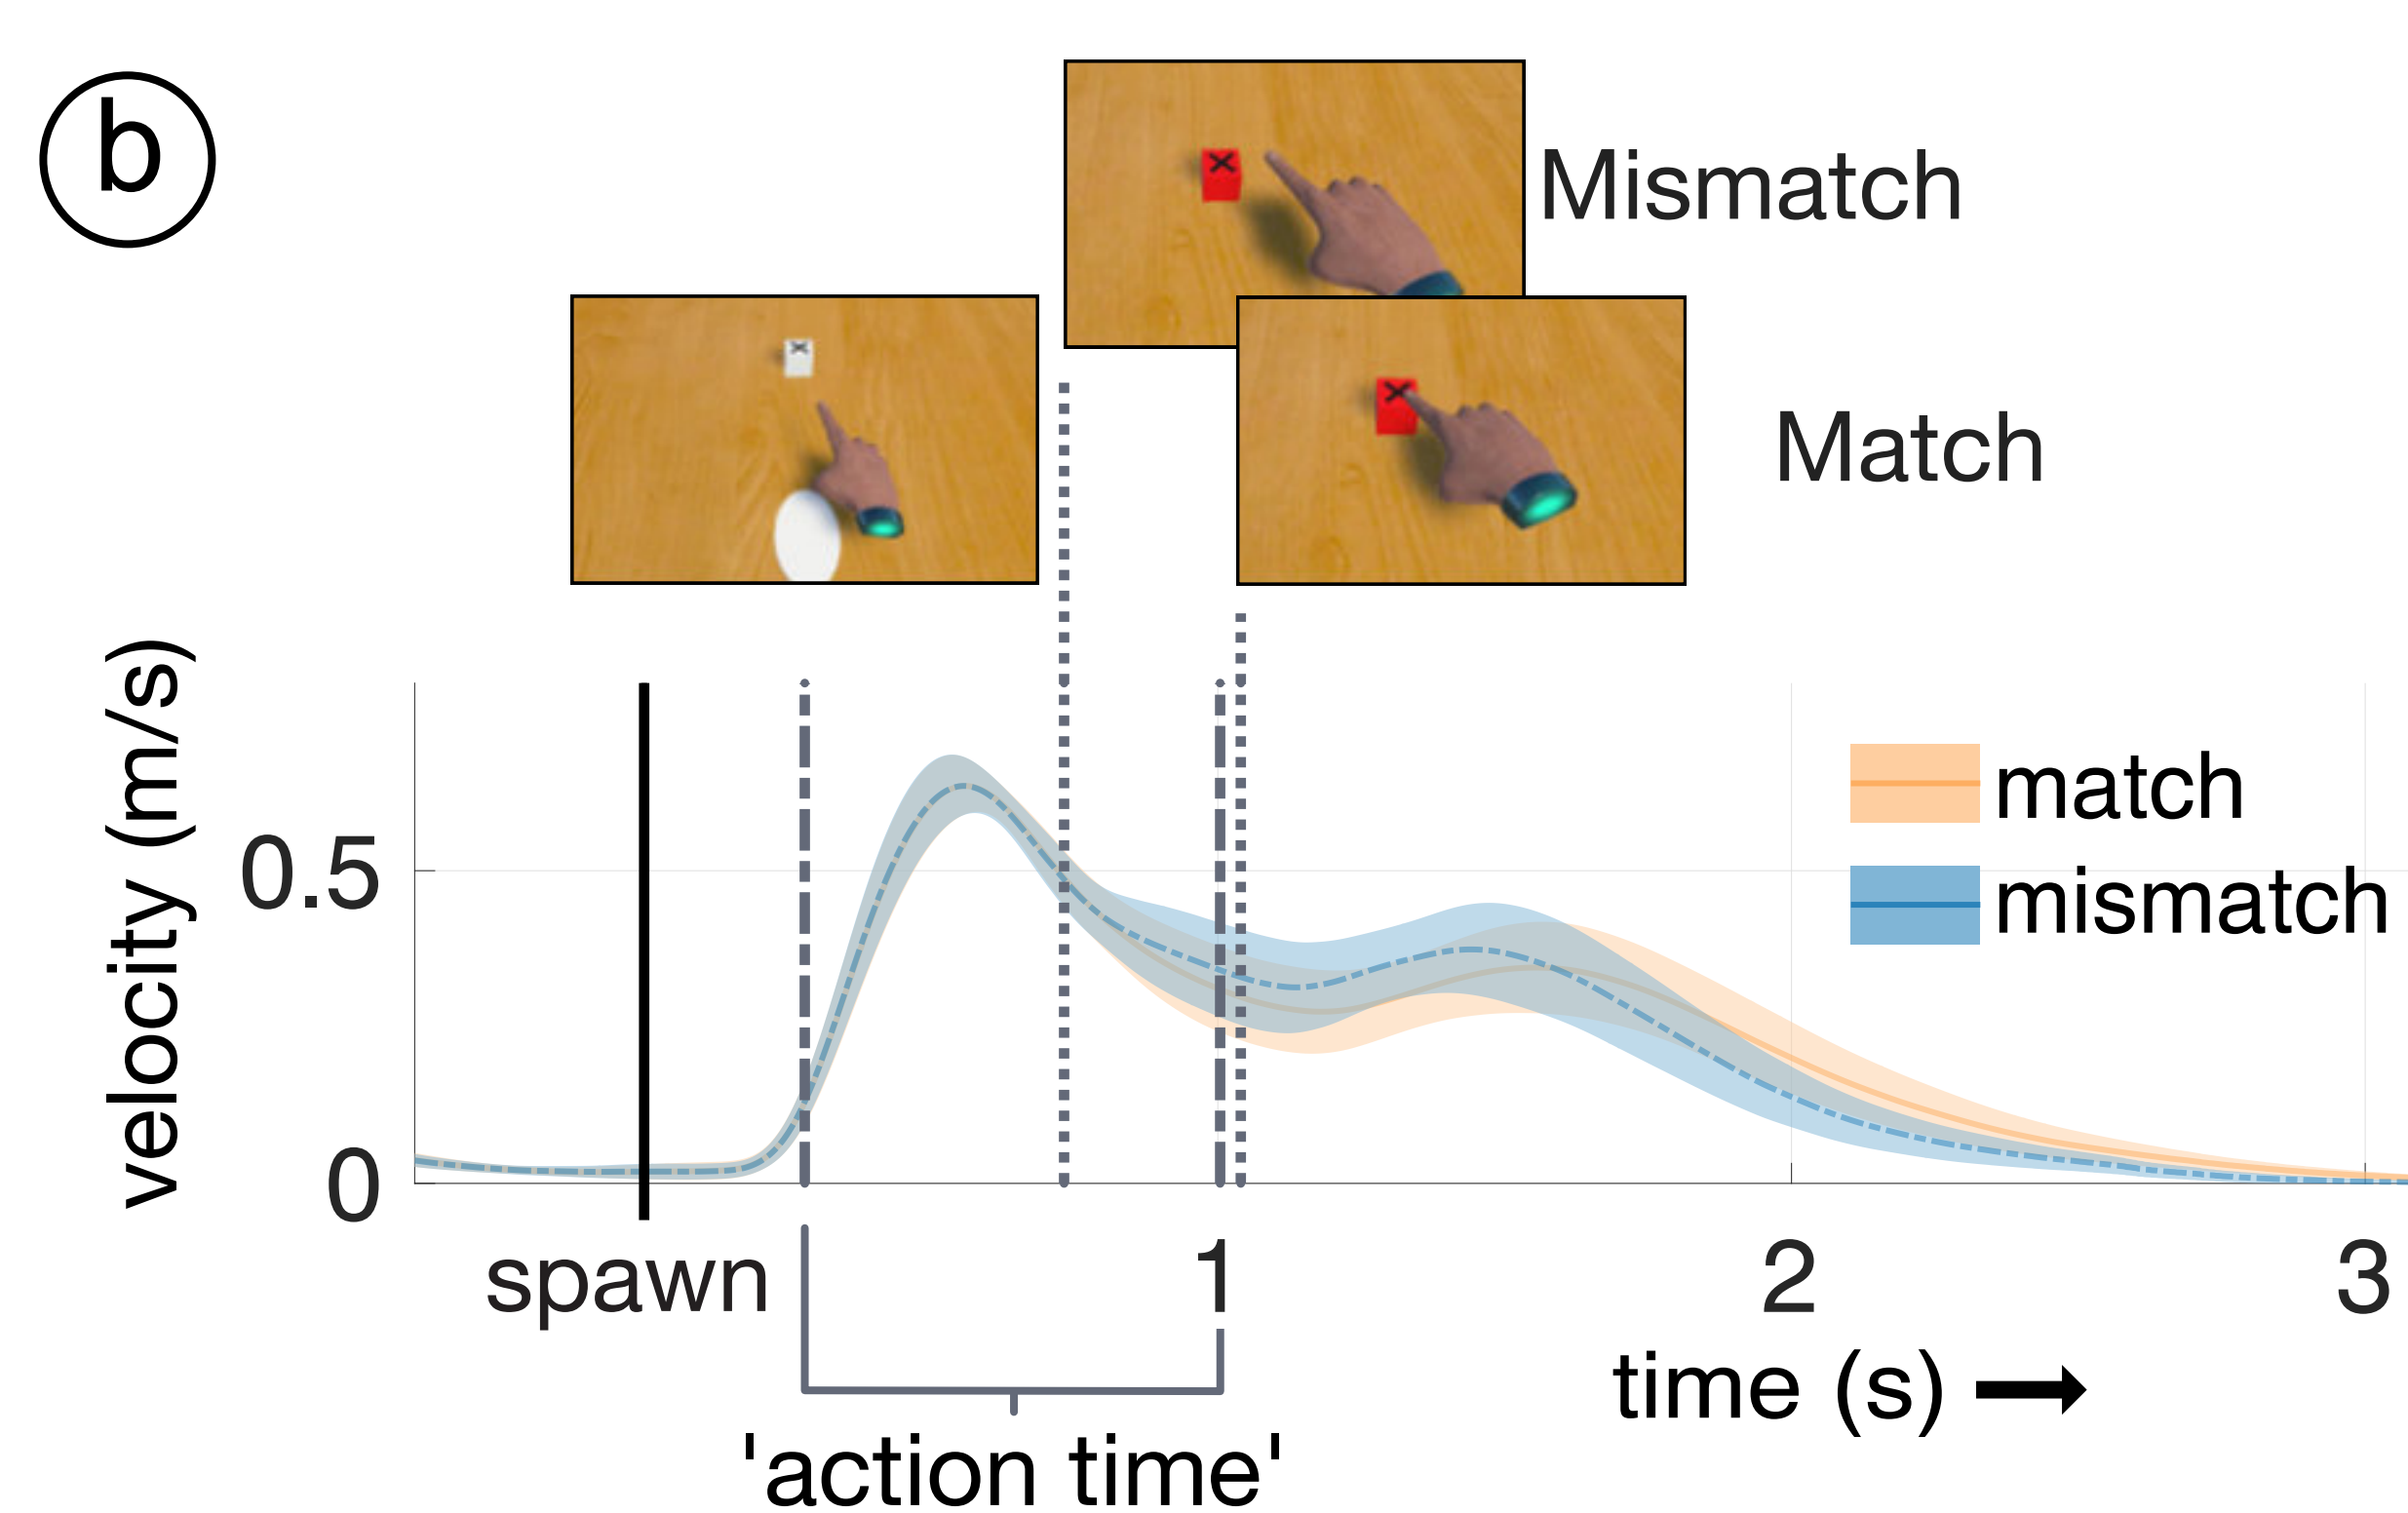 b
Mismatch
Match
velocity (m/s)
0.5
0
match
mismatch
spawn
1
2
3
time (s)
'action time'